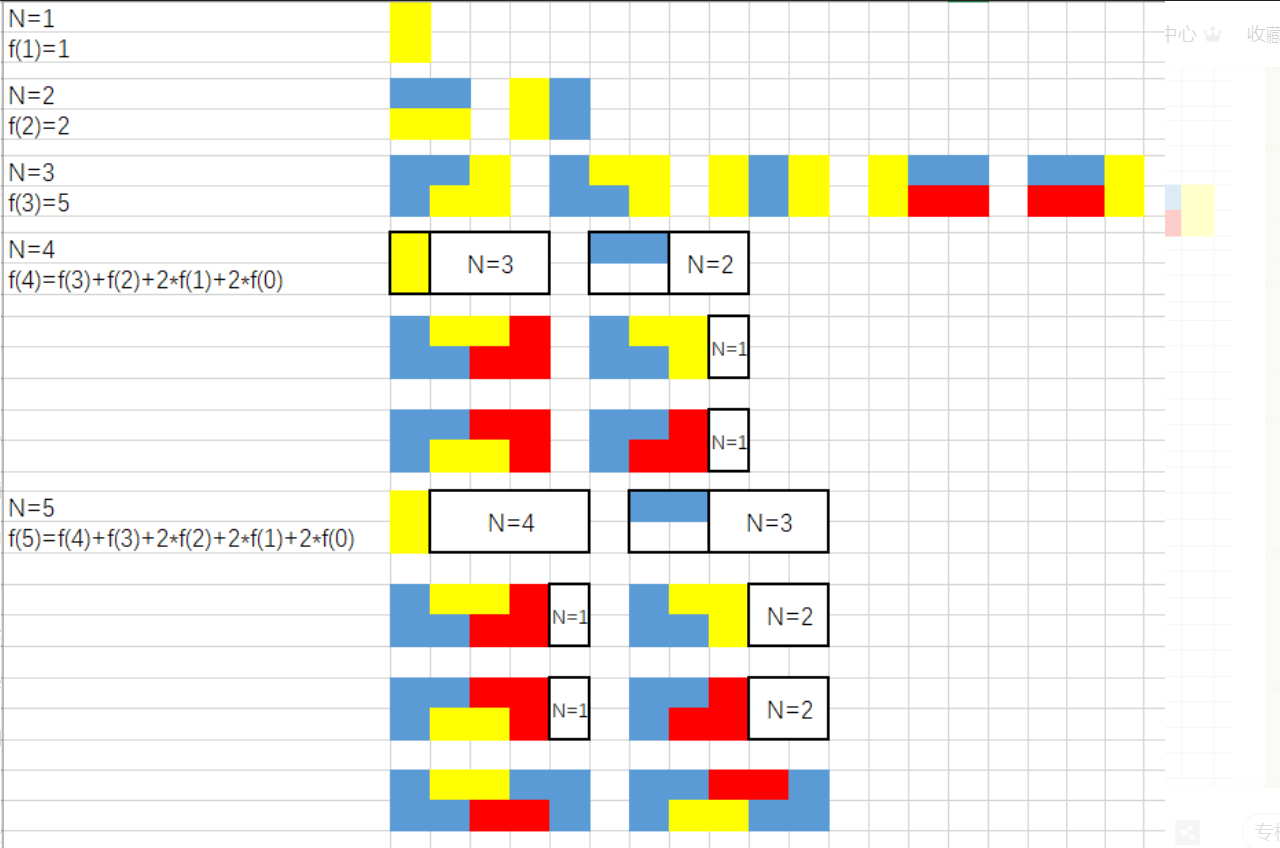 N=1
f(1)=1
中心
收藏
N=2
f(2)=2
N=3
f(3)=5
N=4
f(4)=f(3)+f(2)+2*f(1)+2*f(0)
N=3
N=2
N=1
N=1
N=5
f(5)=f(4)+f(3)+2*f(2)+2*f(1)+2*f(0)
N=4
N=3
N=1
N=2
N=1
N=2